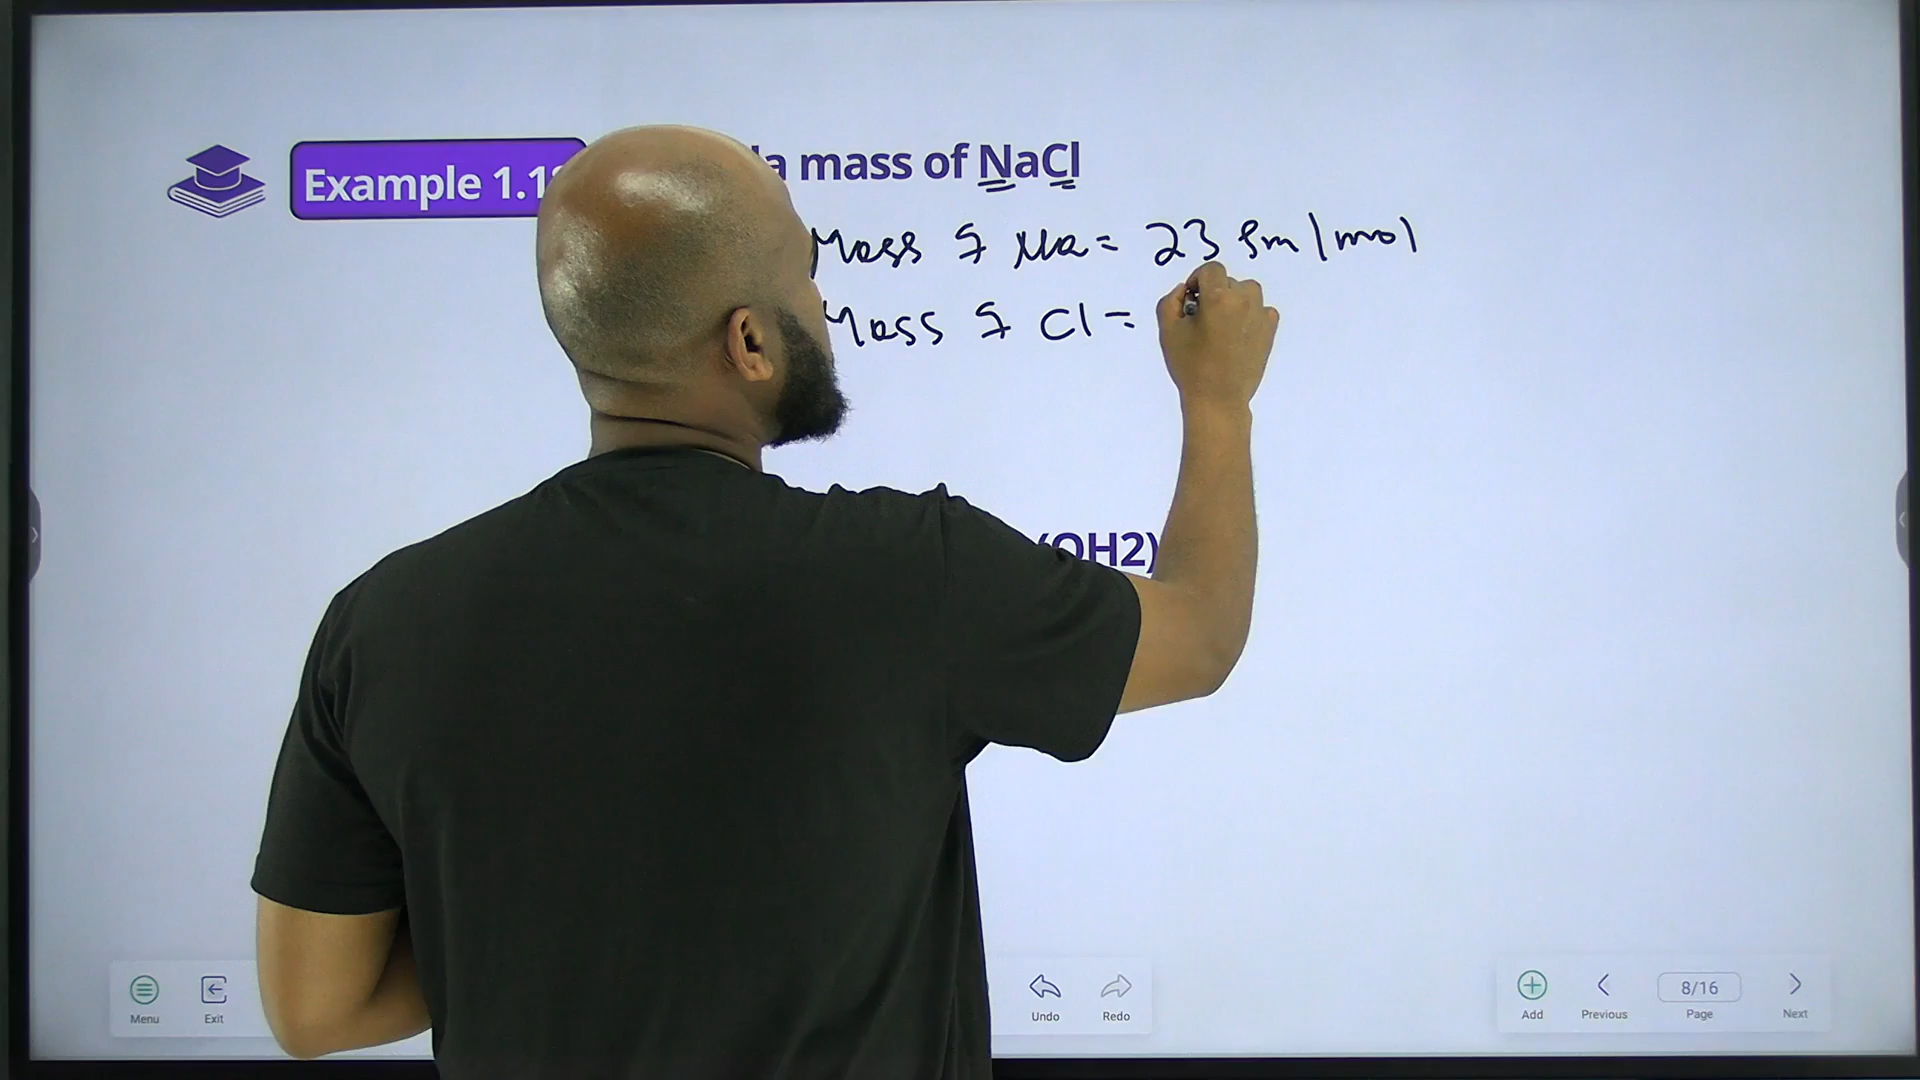 Example 1.1
mass of NaCl
Mass of Na = 23 gm/mol
Mass of Cl =
(OH2)
Menu
Exit
Undo
Redo
Add
Previous
8/16
Page
Next